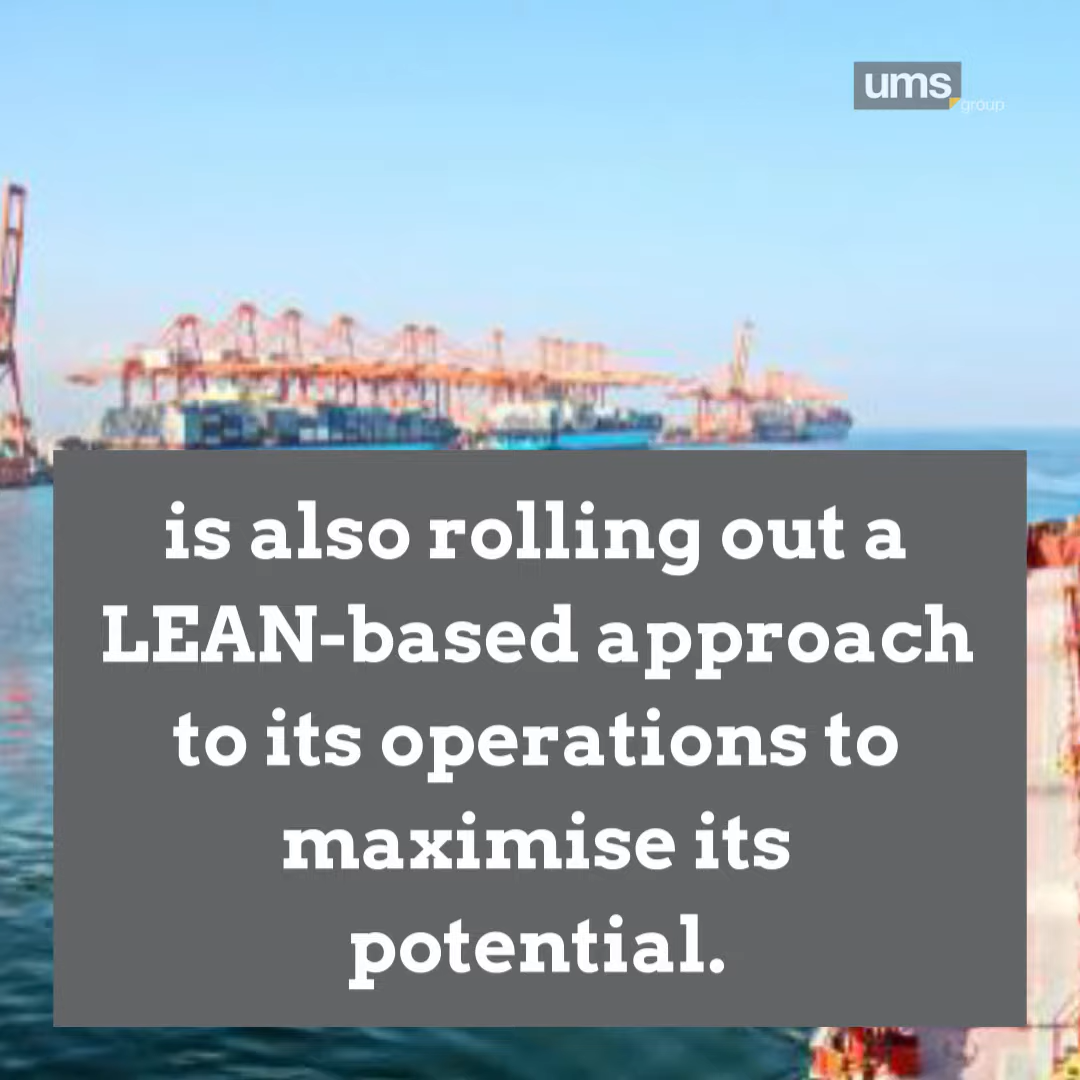 ums
group
is also rolling out a
LEAN-based approach
to its operations to
maximise its
potential.